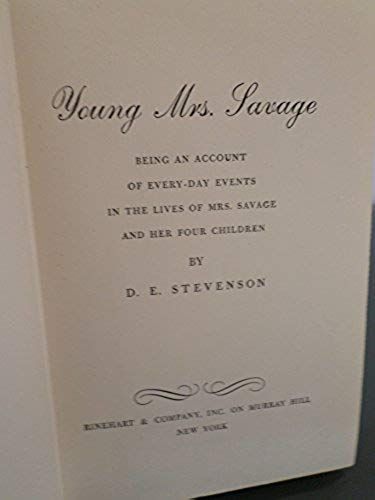 Young Mrs. Savage
BEING AN ACCOUNT
OF EVERY-DAY EVENTS
IN THE LIVES OF MRS. SAVAGE
AND HER FOUR CHILDREN
BY
D. E. STEVENSON
RINEHART & COMPANY, INC. ON MURRAY HILL
NEW YORK